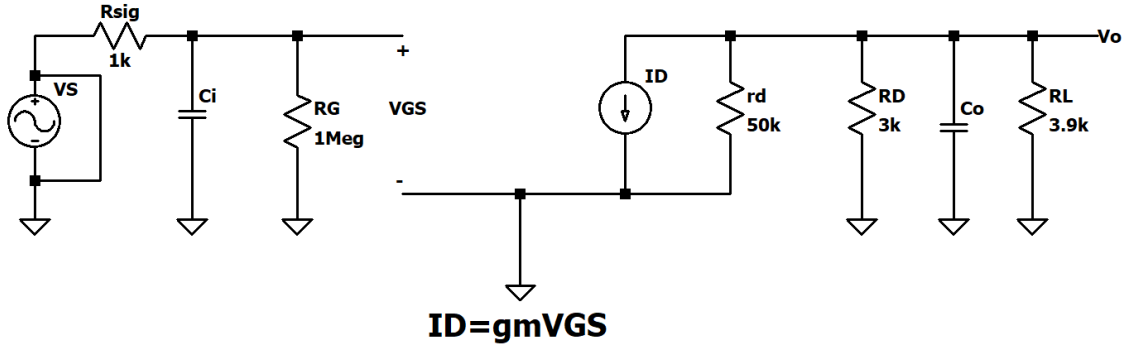 Rsig
1k
VS
+
-
Ci
RG
1Meg
+
VGS
-
ID
rd
50k
RD
3k
Co
RL
3.9k
Vo
ID=gmVGS